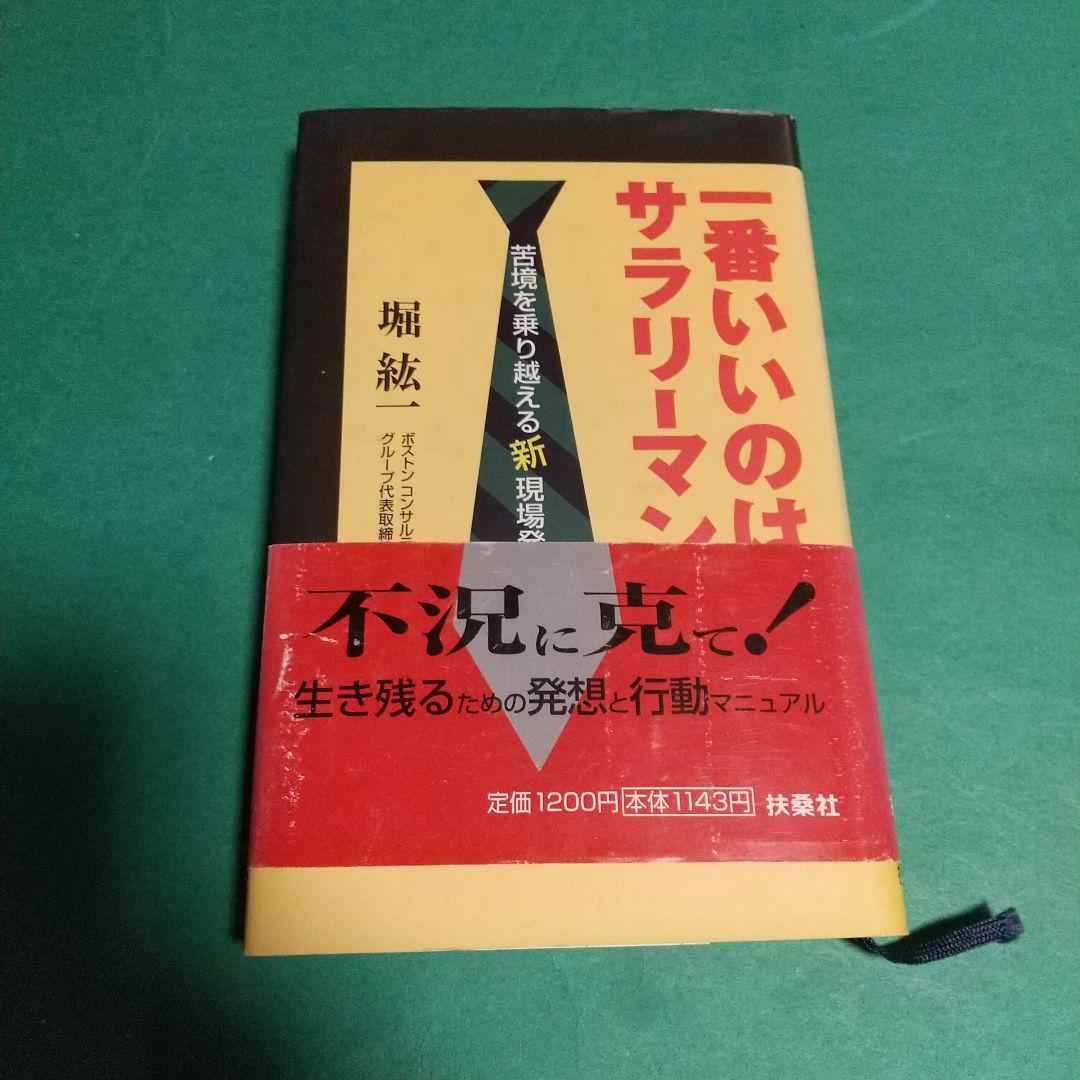 一番いいのは
サラリーマン
苦境を乗り越える新現場発
堀 紘一
ボストンコンサルテ
グループ代表取締
不況に克て!
生き残るための発想と行動マニュアル
定価1200円 本体1143円 扶桑社